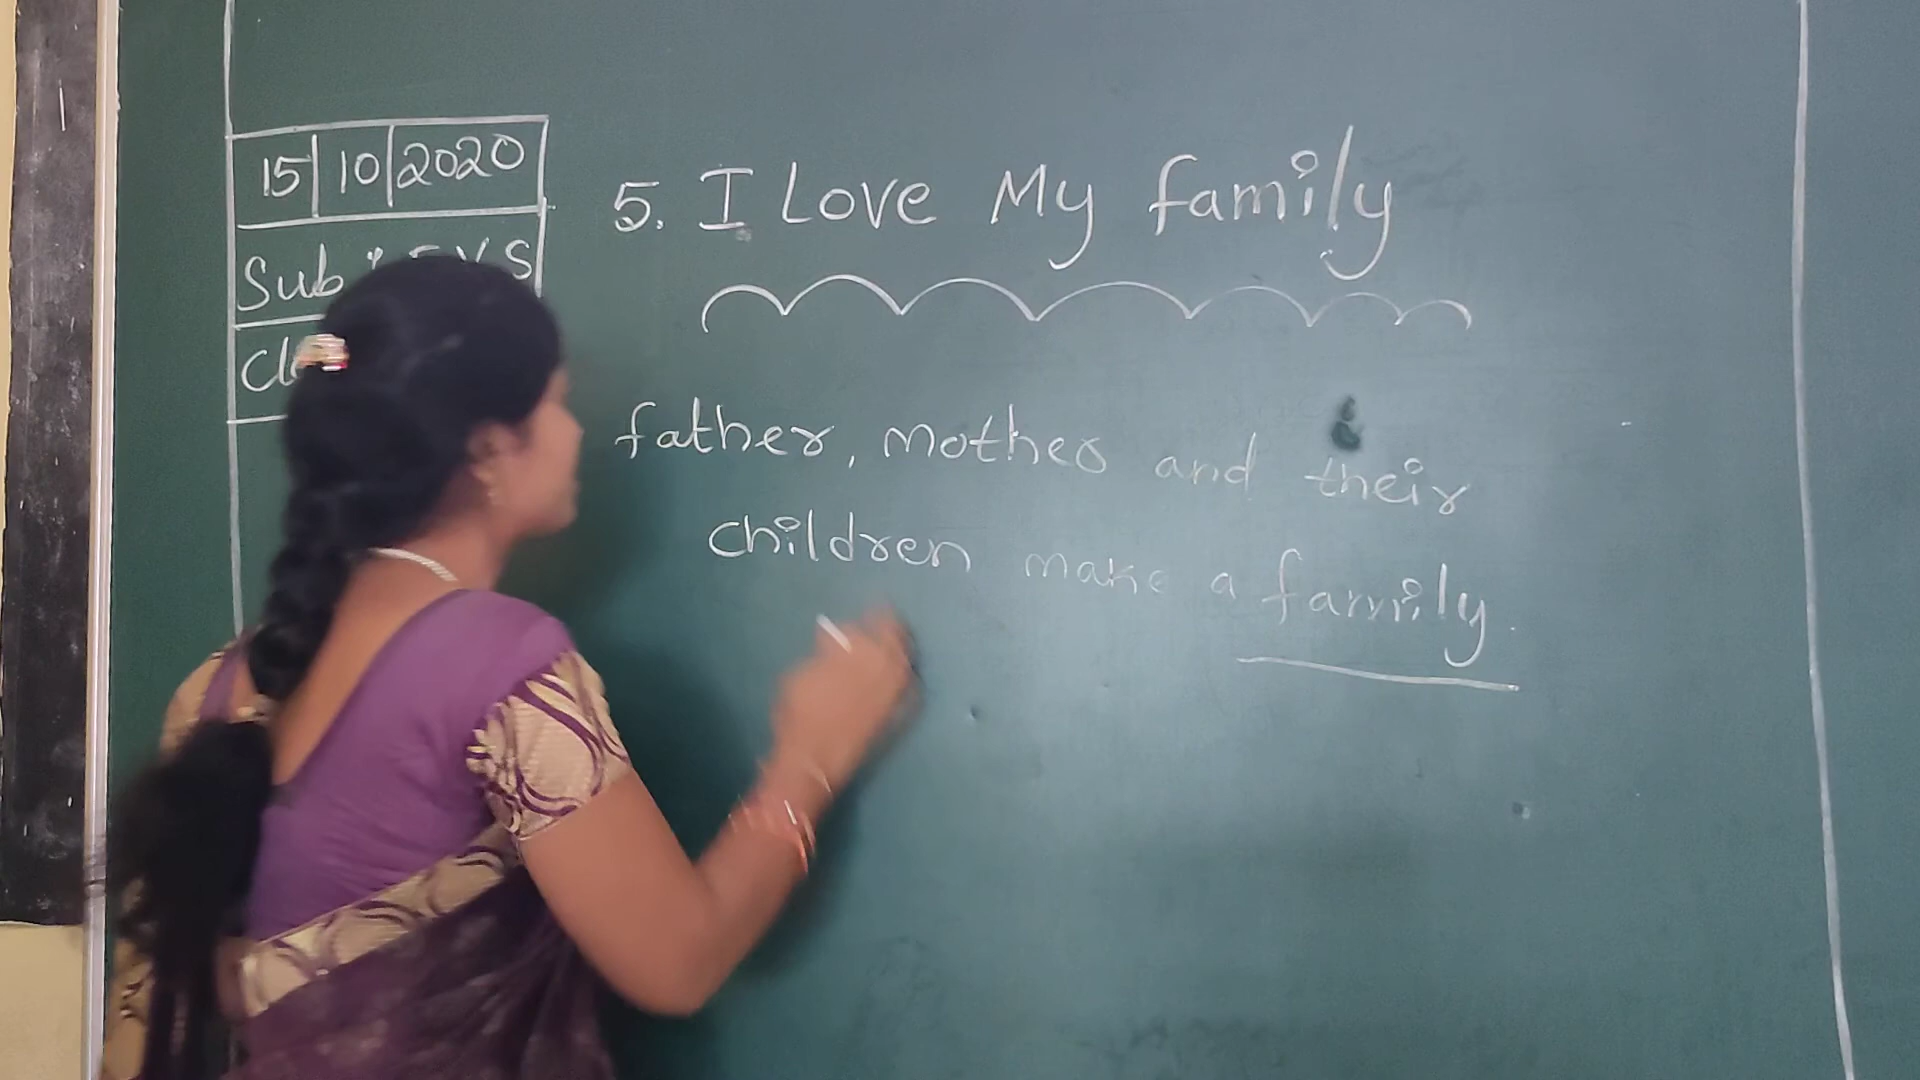 15|10|2020
Sub
5. I Love My family
father, mother and their
children make a family.